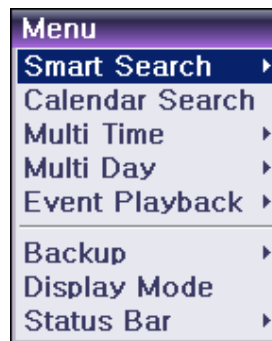 Menu
Smart Search
Calendar Search
Multi Time
Multi Day
Event Playback
Backup
Display Mode
Status Bar